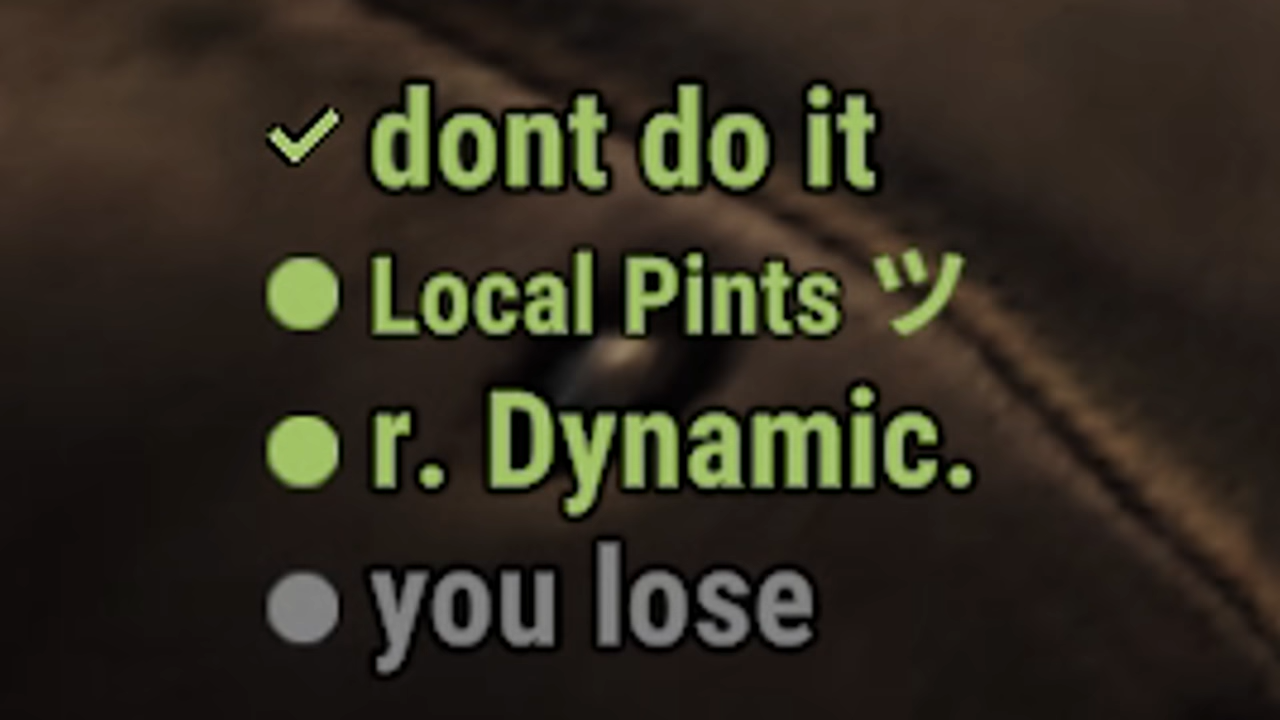 dont do it
Local Pints ツ
r. Dynamic.
you lose